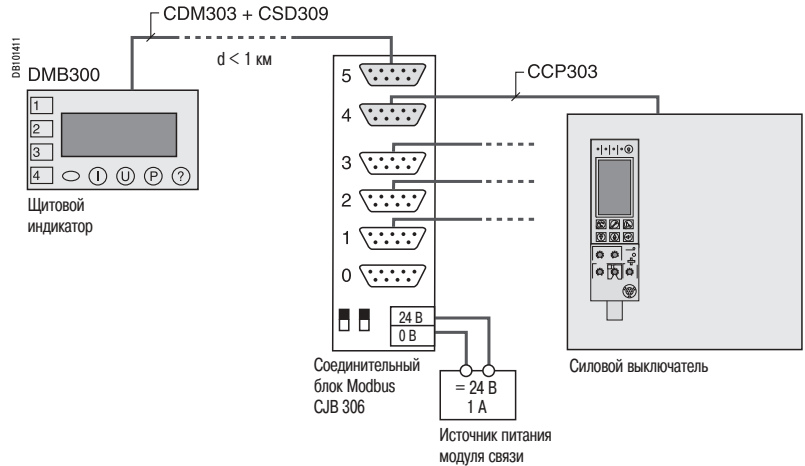 CDM303 + CSD309
DB101411
d < 1 км
DMB300
5
CCP303
4
1
2
3
4
I
U
P
?
3
2
1
0
Щитовой
индикатор
24 В
0 В
Соединительный
блок Modbus
CJB 306
= 24 В
1 А
Источник питания
модуля связи
Силовой выключатель